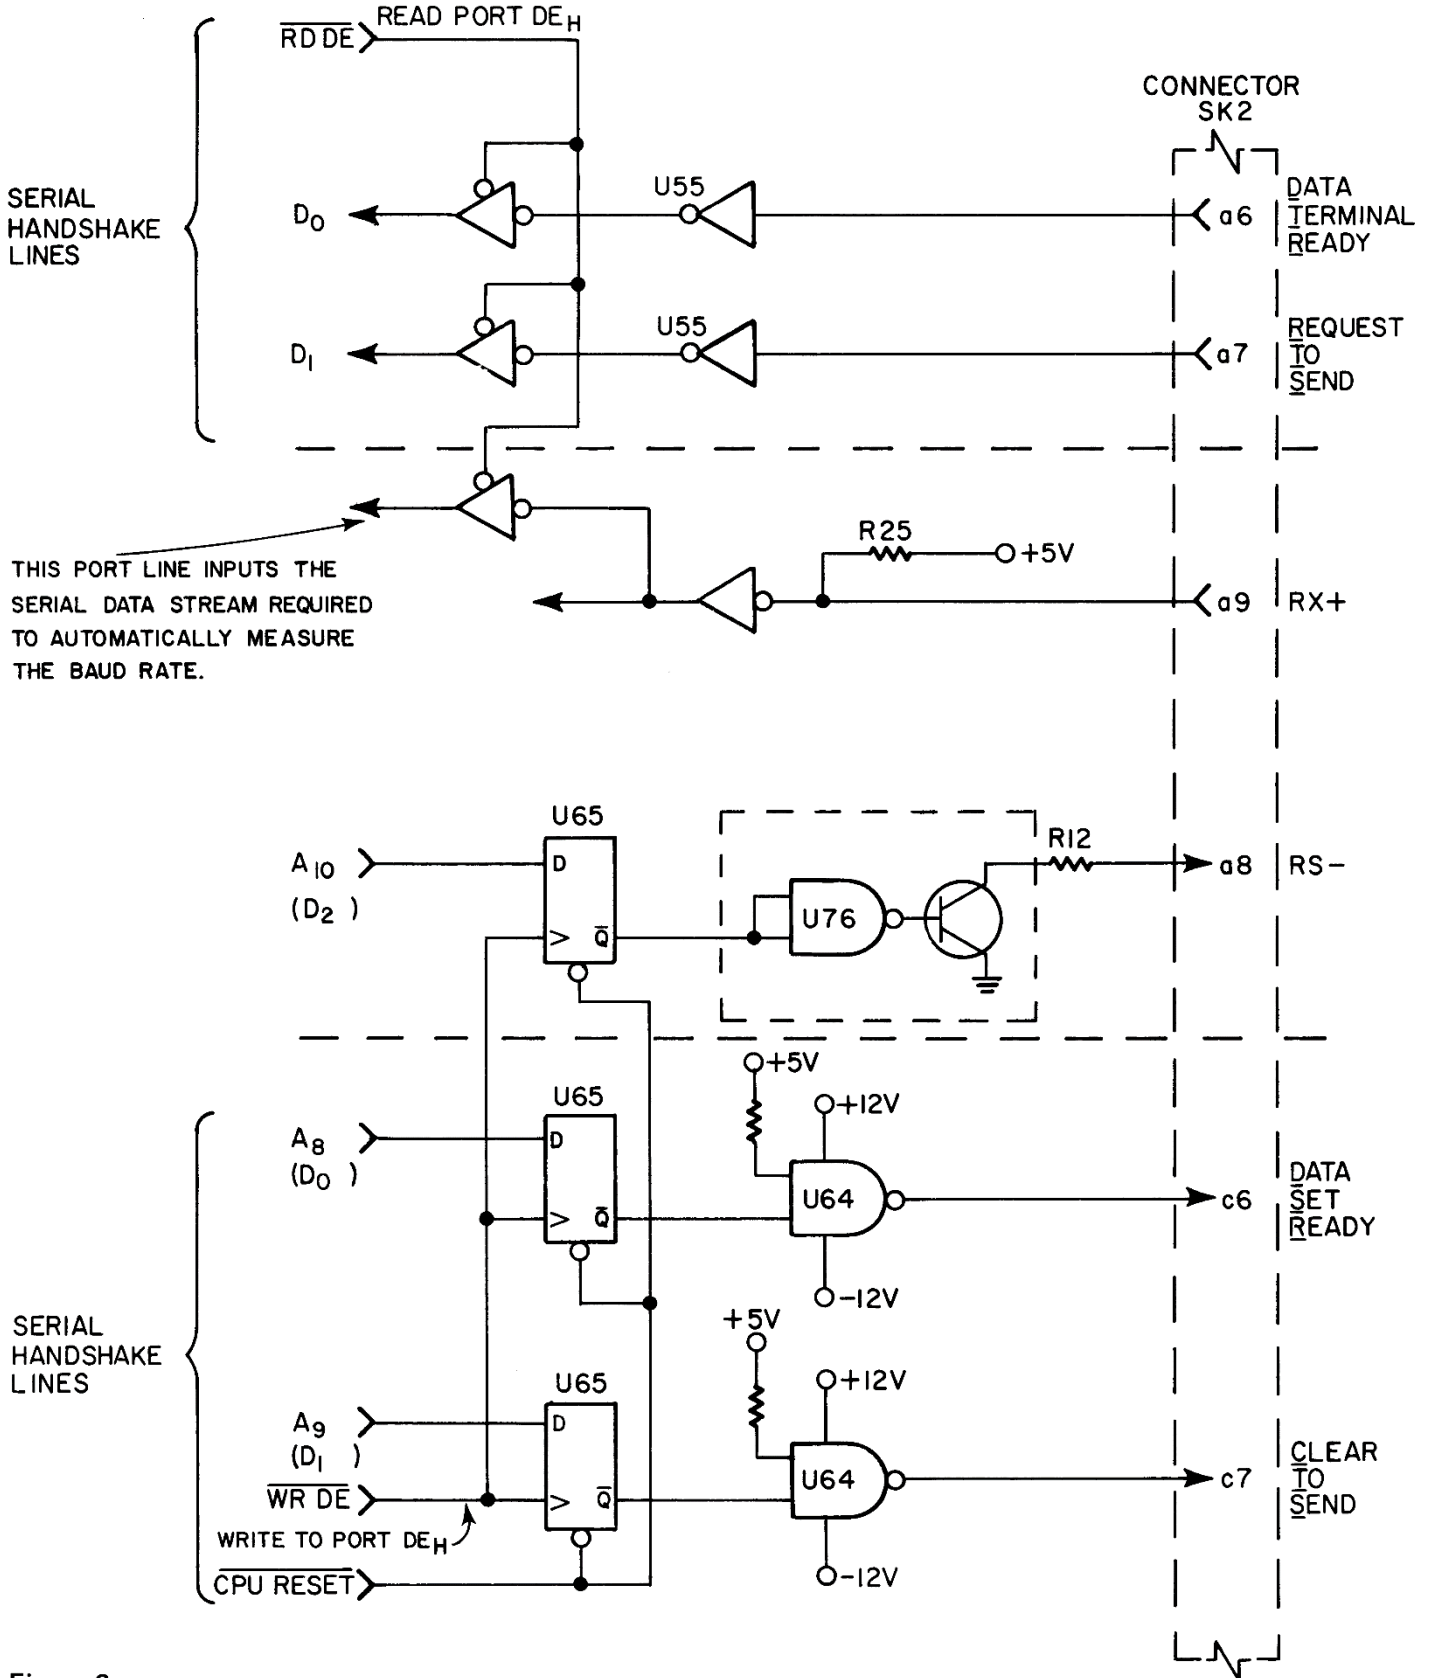 READ PORT DEH
RD DE
CONNECTOR
SK2
SERIAL
HANDSHAKE
LINES
D0
U55
a6
DATA
TERMINAL
READY
D1
U55
a7
REQUEST
TO
SEND
THIS PORT LINE INPUTS THE
SERIAL DATA STREAM REQUIRED
TO AUTOMATICALLY MEASURE
THE BAUD RATE.
R25
+5V
a9
RX+
A10
(D2 )
U65
D
> Q
U76
R12
a8
RS-
A8
(D0 )
U65
D
> Q
+5V
+12V
U64
-12V
c6
DATA
SET
READY
SERIAL
HANDSHAKE
LINES
A9
(D1 )
WR DE
WRITE TO PORT DEH
CPU RESET
U65
D
> Q
+5V
+12V
U64
-12V
c7
CLEAR
TO
SEND